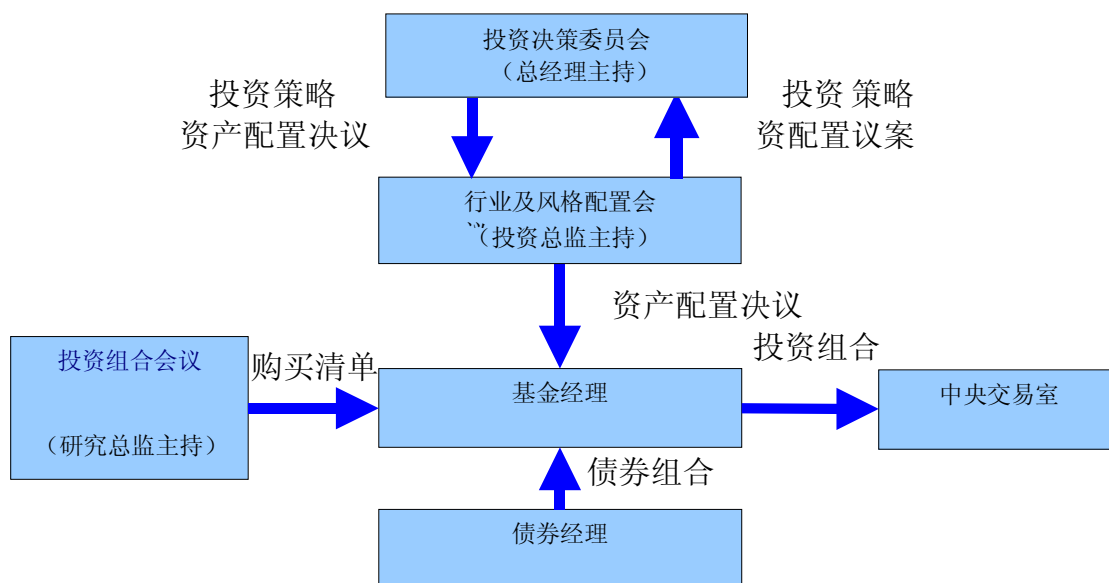 投资决策委员会
（总经理主持）
投资策略
资产配置决议
投资 策略
资配置议案
行业及风格配置会
（投资总监主持）
资产配置决议
投资组合会议
（研究总监主持）
购买清单
基金经理
投资组合
中央交易室
债券组合
债券经理